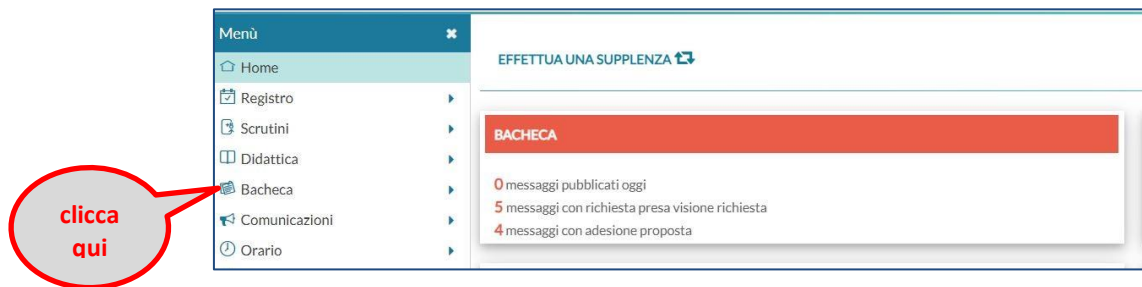 Menù
Home
Registro
Scrutini
Didattica
Bacheca
Comunicazioni
Orario
clicca
qui
EFFETTUA UNA SUPPLENZA
BACHECA
0 messaggi pubblicati oggi
5 messaggi con richiesta presa visione richiesta
4 messaggi con adesione proposta